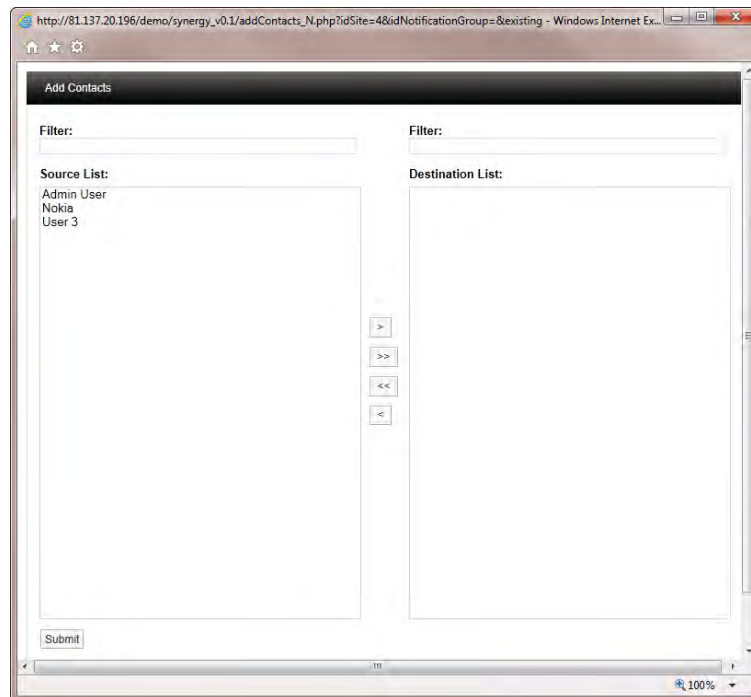 http://81.137.20.196/demo/synergy_v0.1/addContacts_N.php?idSite=4&idNotificationGroup=&existing - Windows Internet Ex...
Add Contacts
Filter:
Filter:
Source List:
Destination List:
Admin User
Nokia
User 3
>
>>
<<
<
Submit
100%